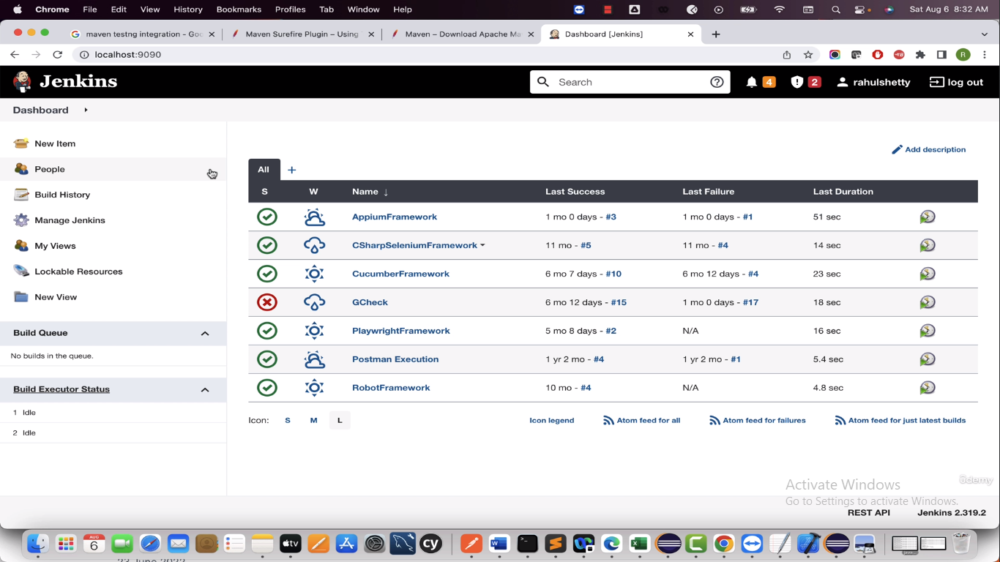 Chrome File Edit View History Bookmarks Profiles Tab Window Help Sat Aug 6 8:32 AM
maven testng integration - Goo Maven Surefire Plugin – Using Maven – Download Apache Ma Dashboard [Jenkins]
localhost:9090 R
Jenkins Search 4 2 rahulshetty log out
Dashboard
New Item
People
Build History
Manage Jenkins
My Views
Lockable Resources
New View
Build Queue
No builds in the queue.
Build Executor Status
1 Idle
2 Idle
Add description
All +
S W Name ↓ Last Success Last Failure Last Duration
AppiumFramework 1 mo 0 days - #3 1 mo 0 days - #1 51 sec
CSharpSeleniumFramework 11 mo - #5 11 mo - #4 14 sec
CucumberFramework 6 mo 7 days - #10 6 mo 12 days - #4 23 sec
GCheck 6 mo 12 days - #15 1 mo 0 days - #17 18 sec
PlaywrightFramework 5 mo 8 days - #2 N/A 16 sec
Postman Execution 1 yr 2 mo - #4 1 yr 2 mo - #1 5.4 sec
RobotFramework 10 mo - #4 N/A 4.8 sec
Icon: S M L Icon legend Atom feed for all Atom feed for failures Atom feed for just latest builds
Activate Windows
Go to Settings to activate Windows.
ûdemy
REST API Jenkins 2.319.2
AUG
6
tv
cy